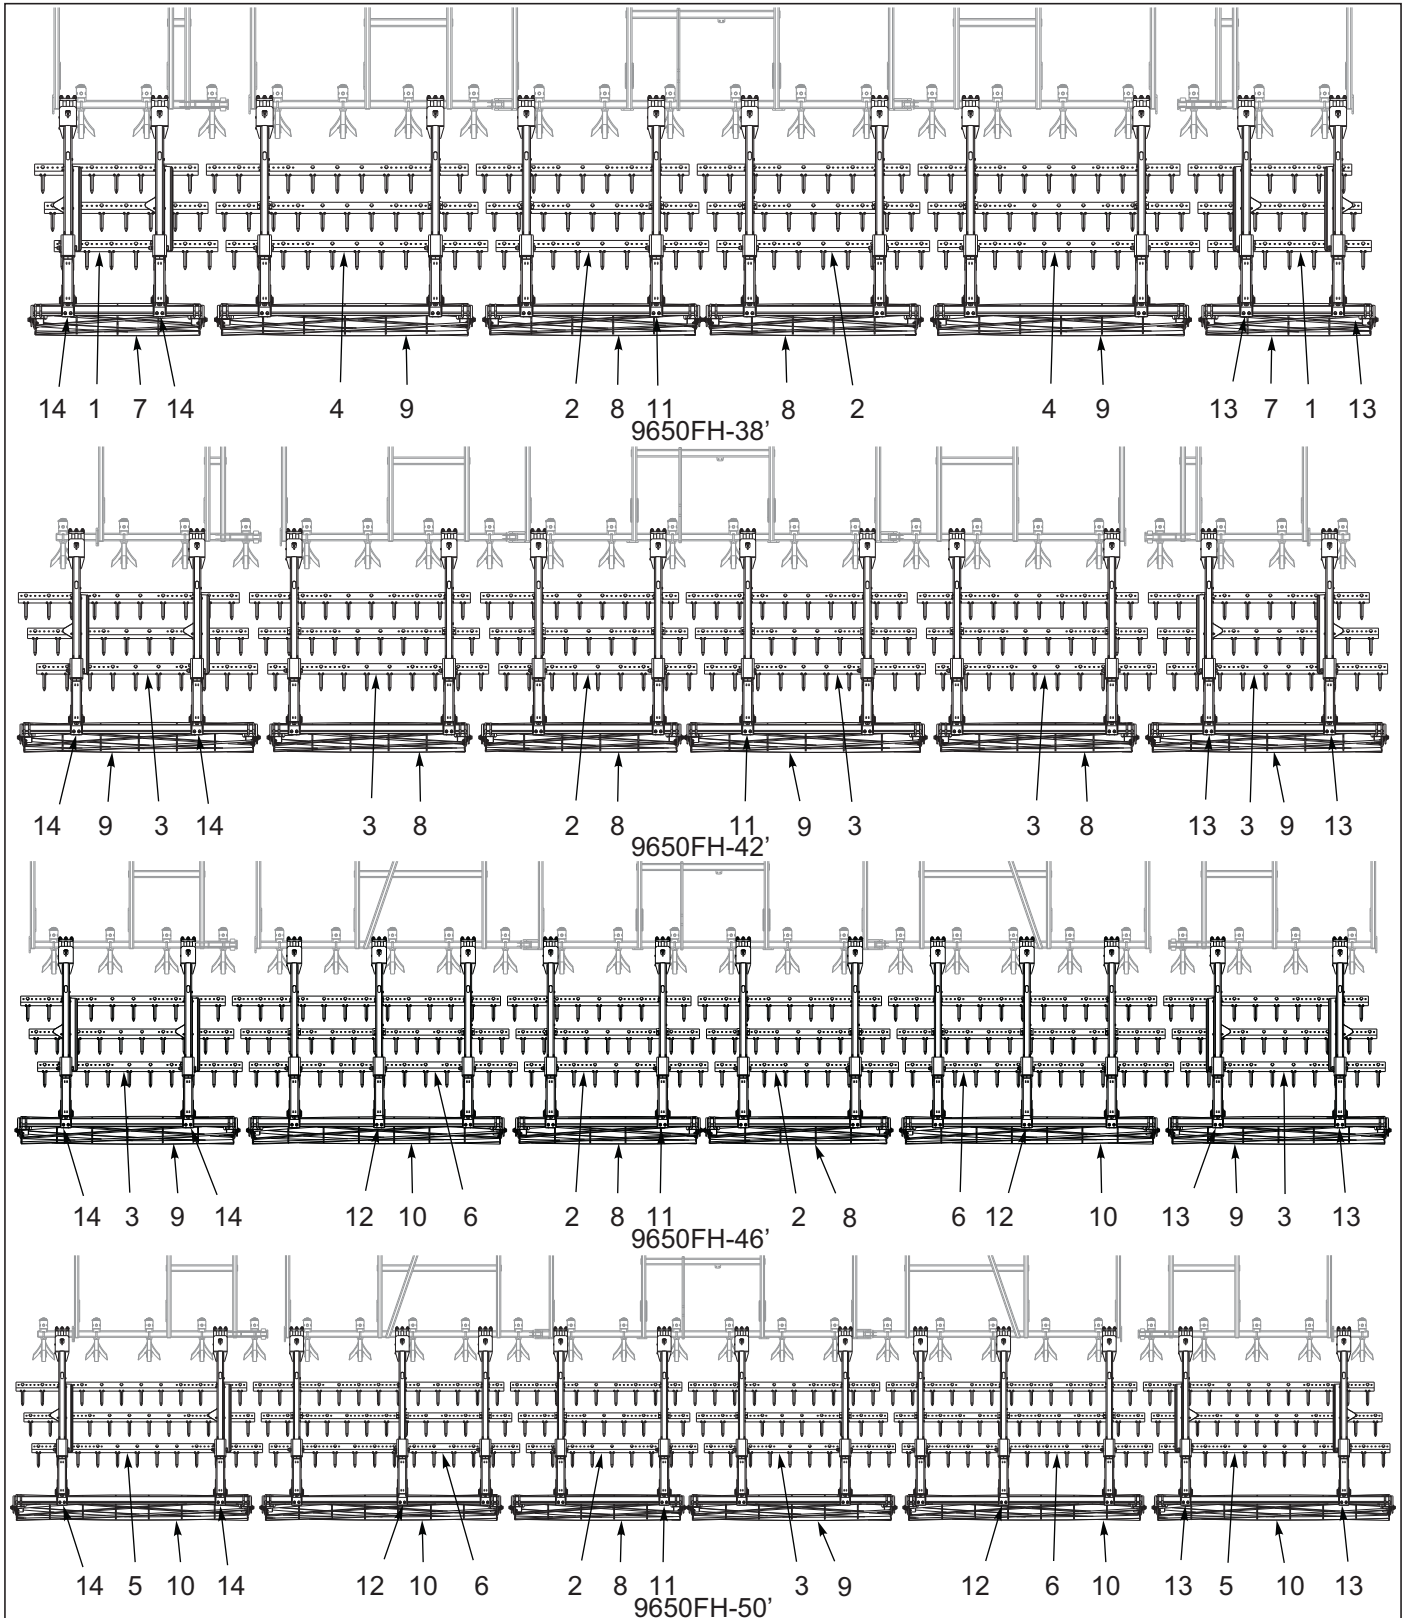 14 1 7 14 4 9 2 8 11 8 2 4 9 13 7 1 13
9650FH-38’
14 9 3 14 3 8 2 8 11 9 3 3 8 13 3 9 13
9650FH-42’
14 3 9 14 12 10 6 2 8 11 2 8 6 12 10 13 9 3 13
9650FH-46’
14 5 10 14 12 10 6 2 8 11 3 9 12 6 10 13 5 10 13
9650FH-50’